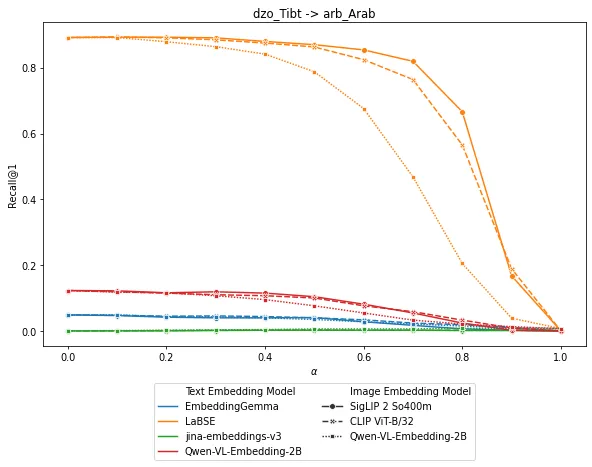 dzo_Tibt -> arb_Arab
Recall@1
0.8
0.6
0.4
0.2
0.0
0.0 0.2 0.4 0.6 0.8 1.0
α
Text Embedding Model Image Embedding Model
EmbeddingGemma SigLIP 2 So400m
LaBSE CLIP ViT-B/32
jina-embeddings-v3 Qwen-VL-Embedding-2B
Qwen-VL-Embedding-2B